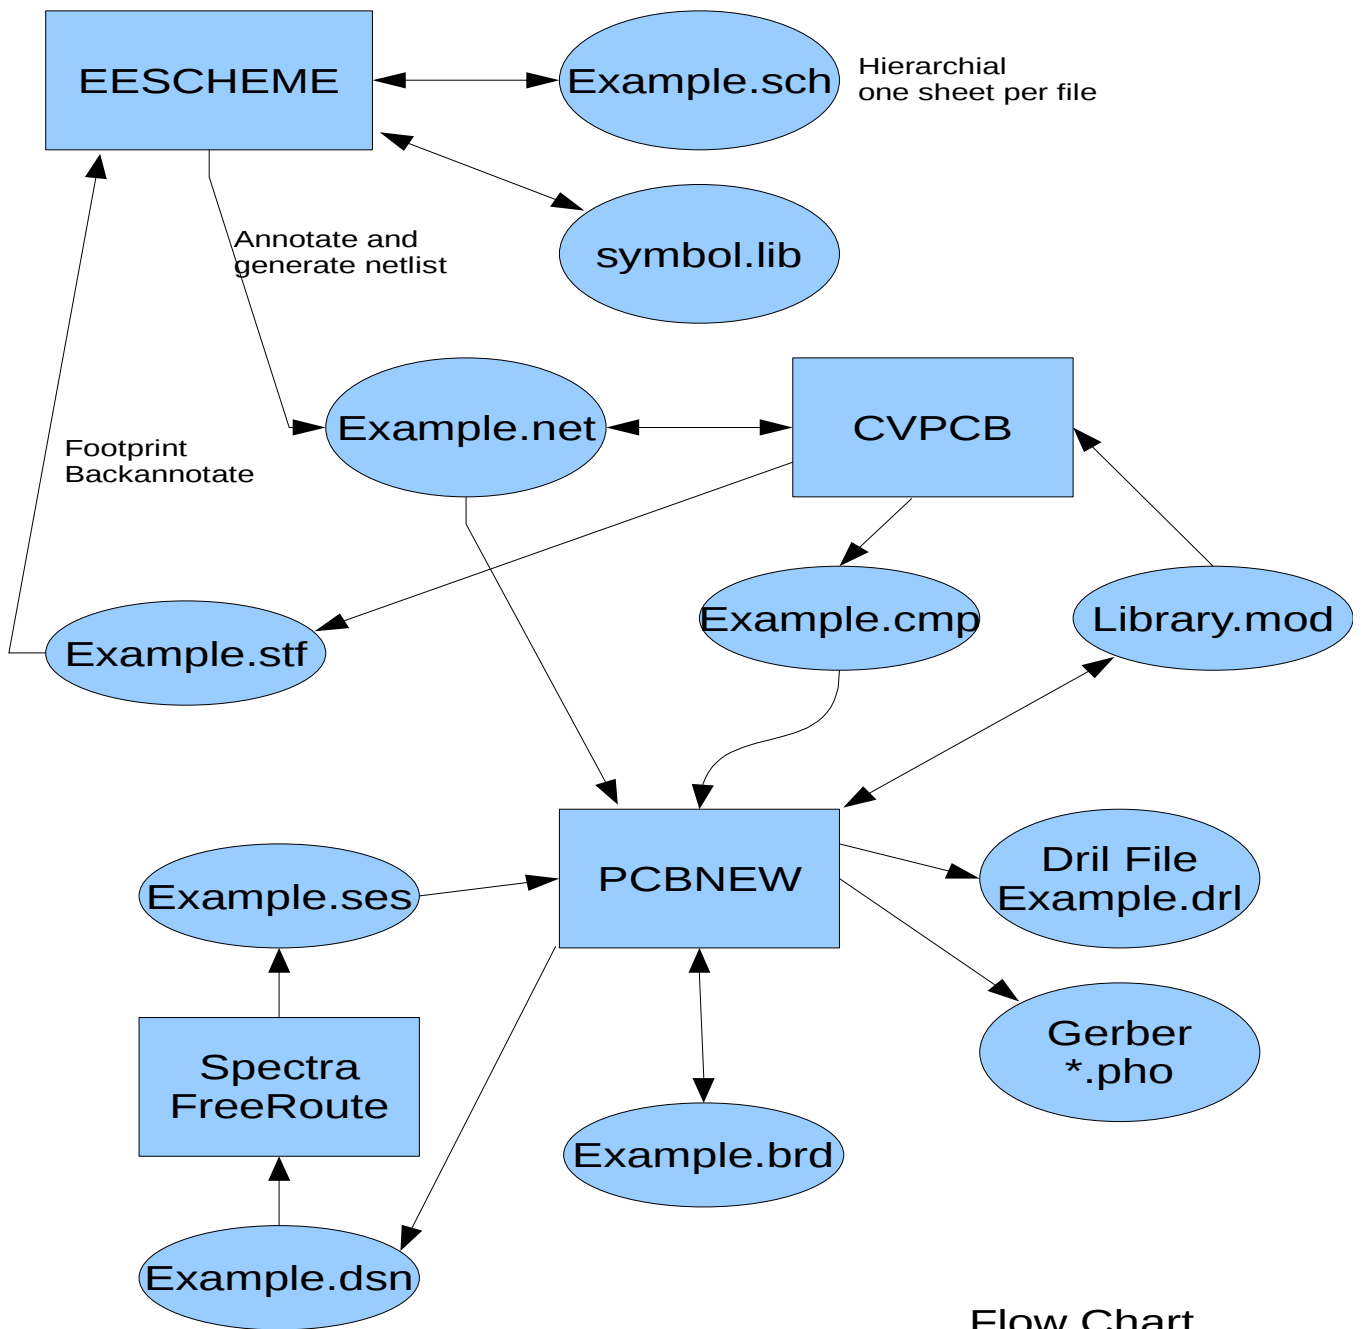 EESCHEME
Example.sch
Hierarchial
one sheet per file
symbol.lib
Annotate and
generate netlist
Example.net
CVPCB
Footprint
Backannotate
Example.stf
Example.cmp
Library.mod
PCBNEW
Example.ses
Dril File
Example.drl
Spectra
FreeRoute
Gerber
*.pho
Example.brd
Example.dsn
Flow Chart